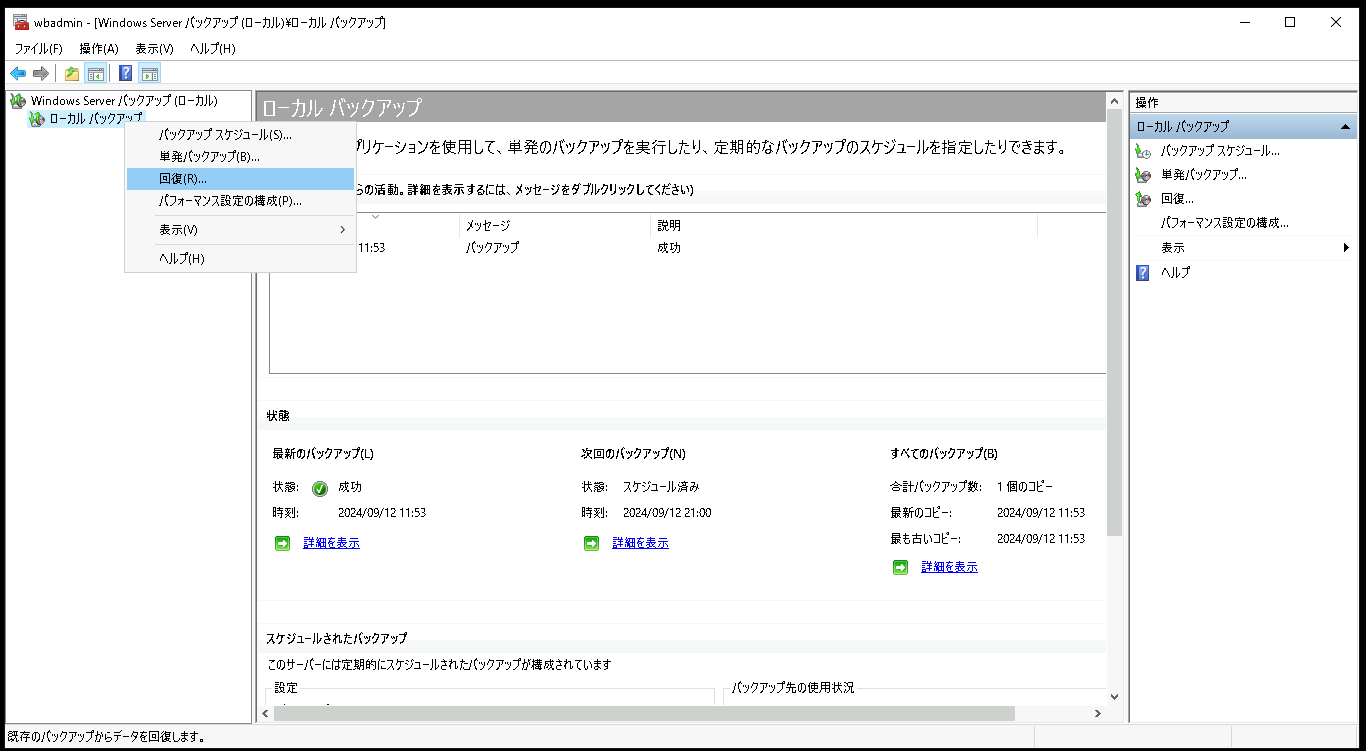 wbadmin - [Windows Server バックアップ (ローカル)¥ローカル バックアップ]
ファイル(F) 操作(A) 表示(V) ヘルプ(H)
Windows Server バックアップ (ローカル)
ローカル バックアップ
バックアップ スケジュール(S)...
単発バックアップ(B)...
回復(R)...
パフォーマンス設定の構成(P)...
表示(V)
ヘルプ(H)
ローカル バックアップ
プリケーションを使用して、単発のバックアップを実行したり、定期的なバックアップのスケジュールを指定したりできます。
らの活動。詳細を表示するには、メッセージをダブルクリックしてください)
メッセージ 説明
11:53 バックアップ 成功
状態
最新のバックアップ(L)
状態: 成功
時刻: 2024/09/12 11:53
詳細を表示
次回のバックアップ(N)
状態: スケジュール済み
時刻: 2024/09/12 21:00
詳細を表示
すべてのバックアップ(B)
合計バックアップ数: 1 個のコピー
最新のコピー: 2024/09/12 11:53
最も古いコピー: 2024/09/12 11:53
詳細を表示
スケジュールされたバックアップ
このサーバーには定期的にスケジュールされたバックアップが構成されています
設定
バックアップ先の使用状況
操作
ローカル バックアップ
バックアップ スケジュール...
単発バックアップ...
回復...
パフォーマンス設定の構成...
表示
ヘルプ
既存のバックアップからデータを回復します。